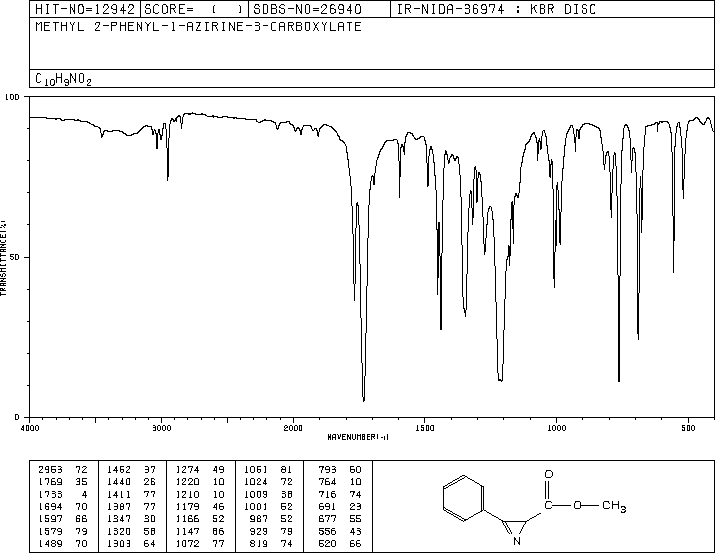 HIT-NO=12942 SCORE= ( ) SDBS-NO=26940 IR-NIDA-36974 : KBR DISC
METHYL 2-PHENYL-1-AZIRINE-3-CARBOXYLATE
C10H9NO2
100
50
0
TRANSMITTANCE(%)
4000 3000 2000 1500 1000 500
WAVENUMBER(-1)
2953 72 1462 37 1274 49 1061 81 793 60
1769 35 1440 26 1220 10 1024 72 764 10
1733 4 1411 77 1210 10 1009 38 716 74
1694 70 1387 77 1179 46 1001 52 691 23
1597 66 1347 30 1166 52 987 52 677 55
1579 79 1320 58 1147 66 929 79 556 43
1489 70 1303 64 1072 77 819 74 520 66
O
C O CH3
N